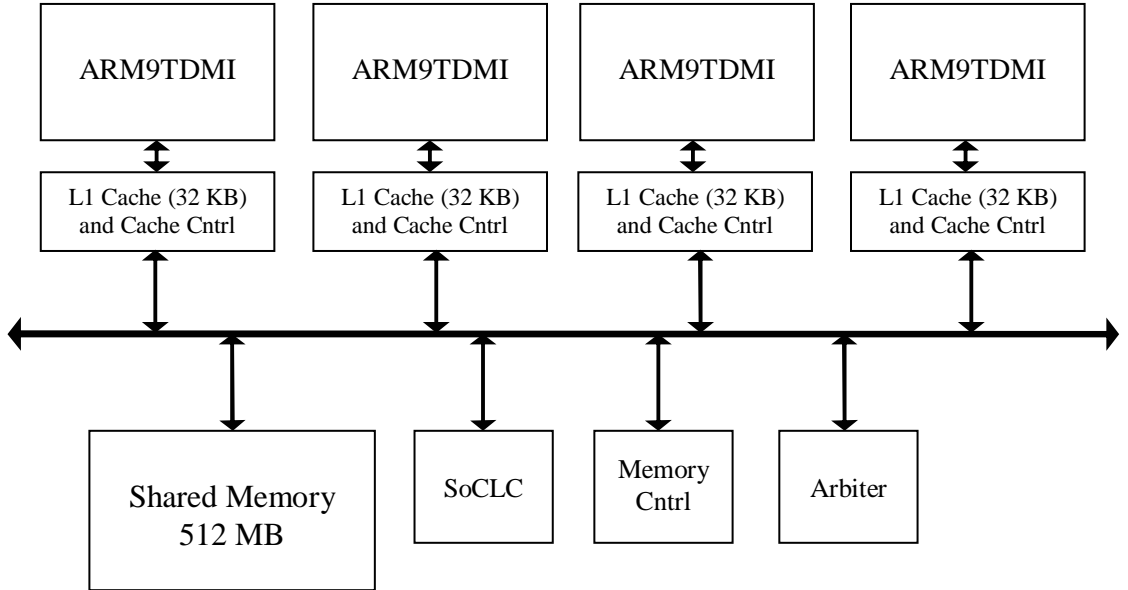 ARM9TDMI
ARM9TDMI
ARM9TDMI
ARM9TDMI
L1 Cache (32 KB)
and Cache Cntrl
L1 Cache (32 KB)
and Cache Cntrl
L1 Cache (32 KB)
and Cache Cntrl
L1 Cache (32 KB)
and Cache Cntrl
Shared Memory
512 MB
SoCLC
Memory
Cntrl
Arbiter